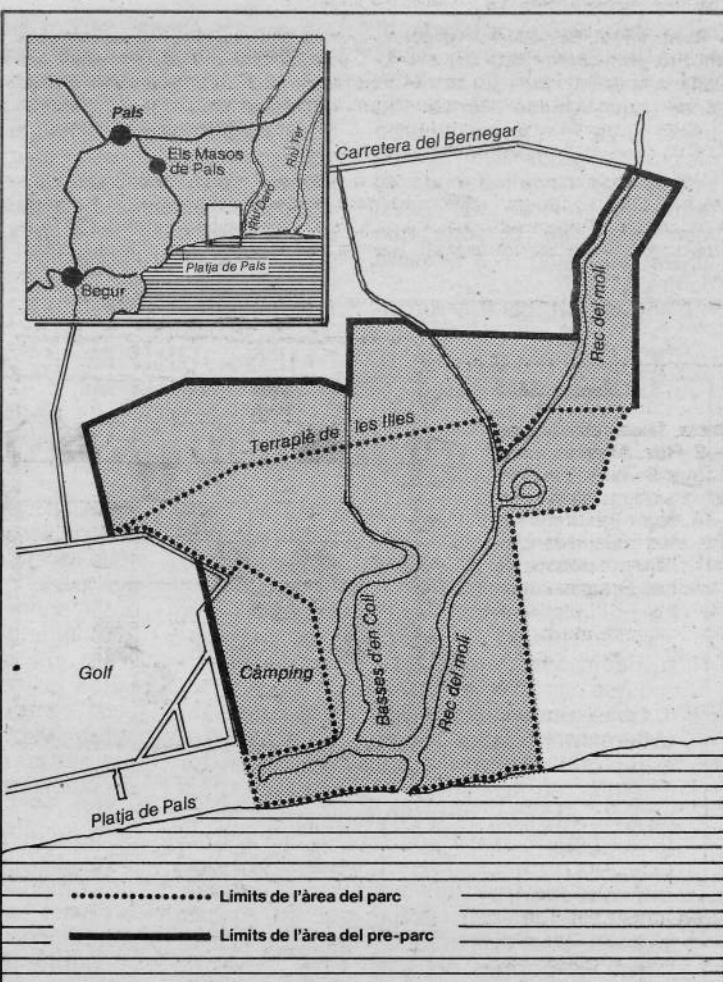 Pals
Els Masos
de Pals
Riu Daró
Riu Ter
Platja de Pals
Begur
Carretera del Bernegar
Rec del molí
Terraplè de les Illes
Golf
Càmping
Basses d'en Coll
Rec del molí
Platja de Pals
Limits de l'àrea del parc
Limits de l'àrea del pre-parc